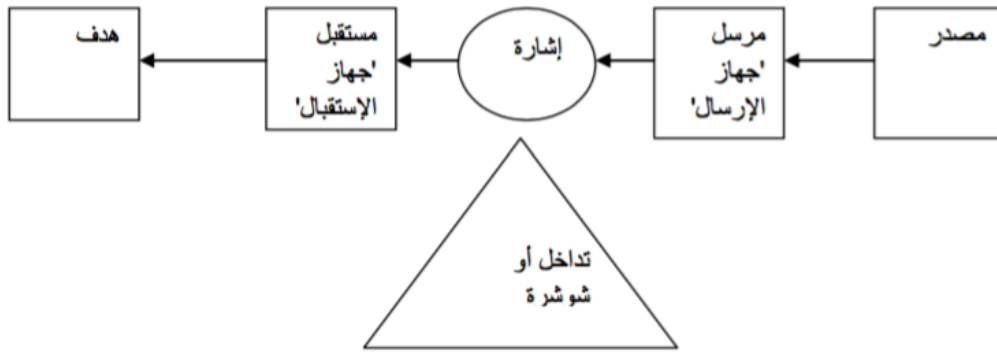 مصدر
مرسل
'جهاز
الإرسال'
إشارة
مستقبل
'جهاز
الإستقبال'
هدف
تداخل أو
شوشرة